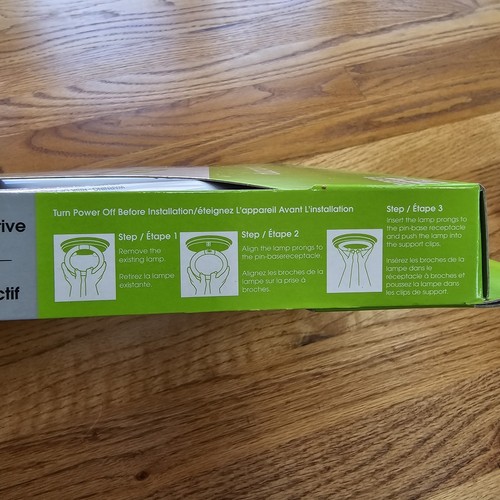 rive
ctif
Turn Power Off Before Installation/éteignez L'appareil Avant L'installation
Step / Étape 1
Remove the
existing lamp.
Retirez la lampe
existante.
Step / Étape 2
Align the lamp prongs to
the pin-basereceptacle.
Alignez les broches de la
lampe sur la prise à
broches.
Step / Étape 3
Insert the lamp prongs to
the pin-base receptacle
and push the lamp into
the support clips.
Insérez les broches de la
lampe dans le
réceptacle à broches et
poussez la lampe dans
les clips de support.